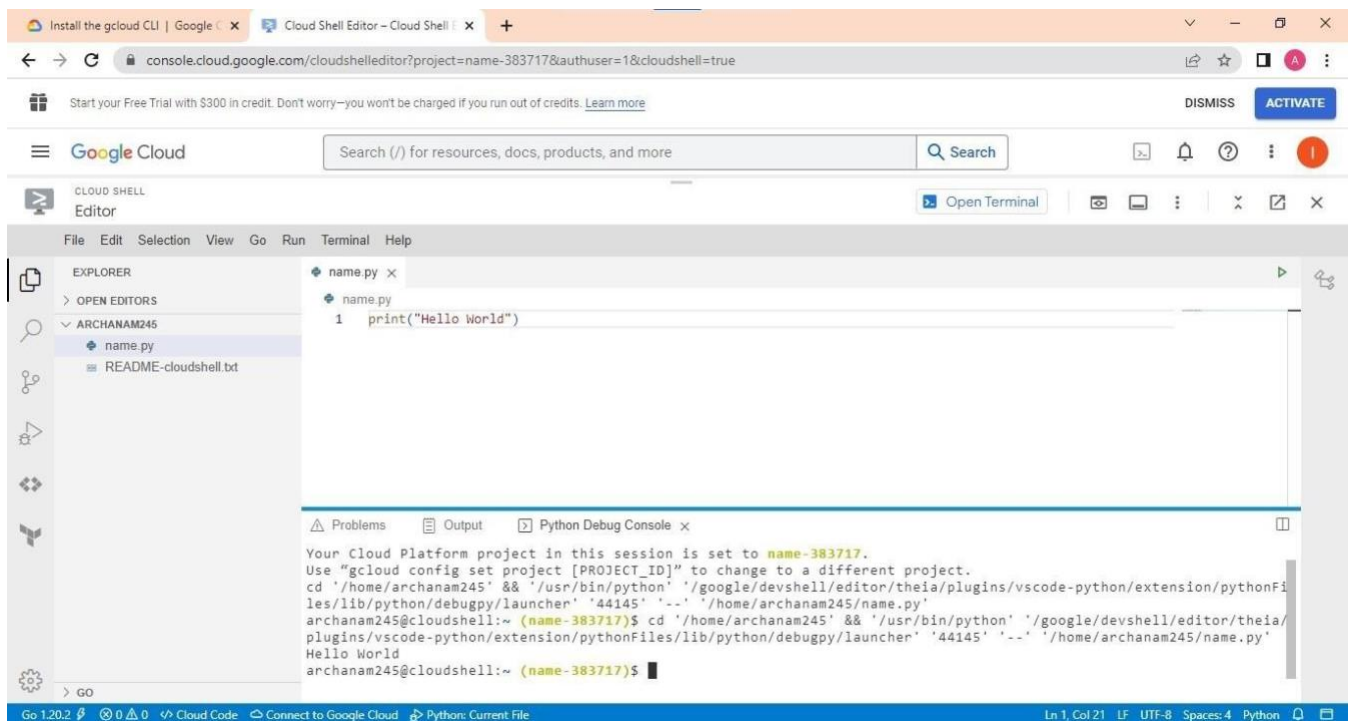 Install the gcloud CLI | Google C
Cloud Shell Editor – Cloud Shell E
console.cloud.google.com/cloudshelleditor?project=name-383717&authuser=1&cloudshell=true
A
Start your Free Trial with $300 in credit. Don't worry—you won't be charged if you run out of credits. Learn more
DISMISS
ACTIVATE
Google Cloud
Search (/) for resources, docs, products, and more
Search
I
CLOUD SHELL
Editor
Open Terminal
File Edit Selection View Go Run Terminal Help
EXPLORER
OPEN EDITORS
ARCHANAM245
name.py
README-cloudshell.txt
GO
name.py
name.py
1 print("Hello World")
Problems Output Python Debug Console
Your Cloud Platform project in this session is set to name-383717.
Use “gcloud config set project [PROJECT_ID]” to change to a different project.
cd '/home/archanam245' && '/usr/bin/python' '/google/devshell/editor/theia/plugins/vscode-python/extension/pythonFi
les/lib/python/debugpy/launcher' '44145' '--' '/home/archanam245/name.py'
archanam245@cloudshell:~ (name-383717)$ cd '/home/archanam245' && '/usr/bin/python' '/google/devshell/editor/theia/
plugins/vscode-python/extension/pythonFiles/lib/python/debugpy/launcher' '44145' '--' '/home/archanam245/name.py'
Hello World
archanam245@cloudshell:~ (name-383717)$
Go 1.20.2 0 0 Cloud Code Connect to Google Cloud Python: Current File Ln 1, Col 21 LF UTF-8 Spaces: 4 Python